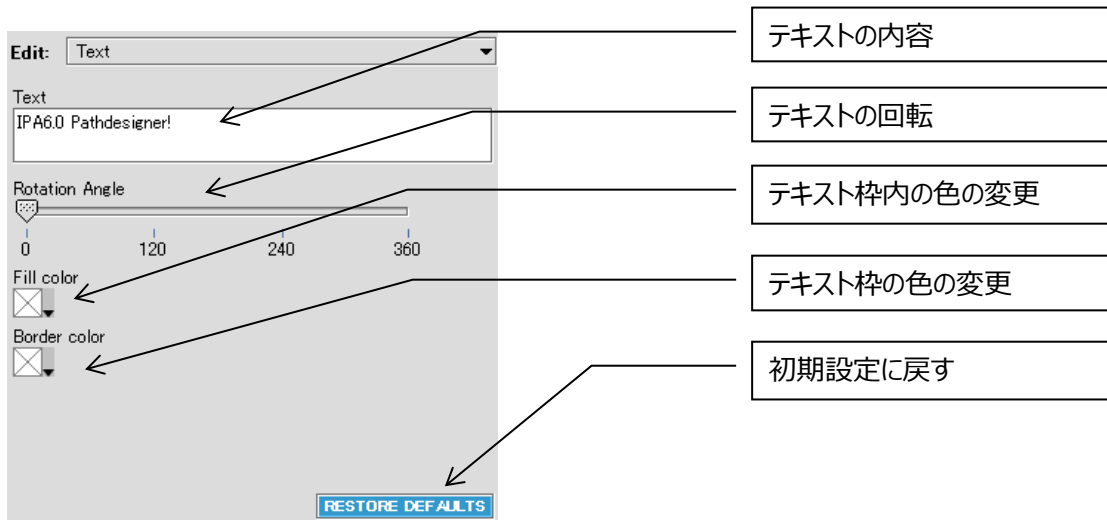 Edit: Text
Text
IPA6.0 Pathdesigner!
Rotation Angle
0 120 240 360
Fill color
Border color
RESTORE DEFAULTS
テキストの内容
テキストの回転
テキスト枠内の色の変更
テキスト枠の色の変更
初期設定に戻す